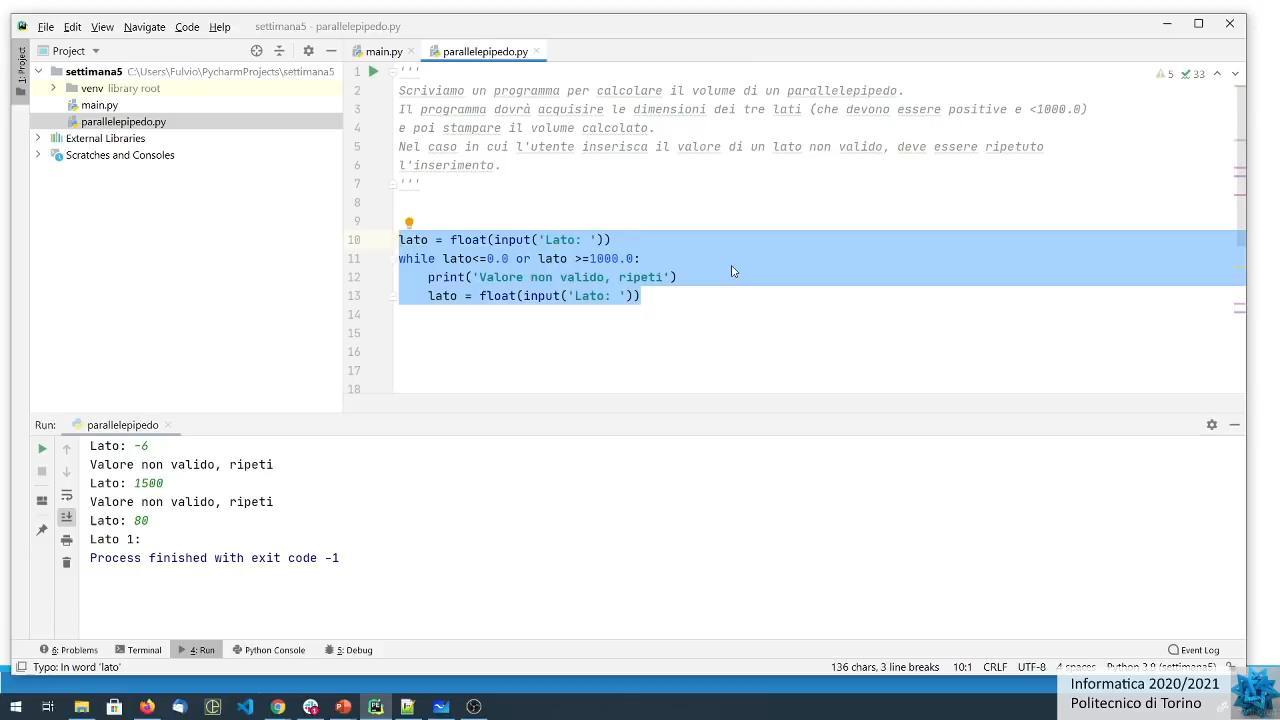 File Edit View Navigate Code Help settimana5 - parallelepipedo.py
Project main.py parallelepipedo.py
1: Project
settimana5 C:\Users\Fulvio\PycharmProjects\settimana5
venv library root
main.py
parallelepipedo.py
External Libraries
Scratches and Consoles
5 33
1 '''
2 Scriviamo un programma per calcolare il volume di un parallelepipedo.
3 Il programma dovrà acquisire le dimensioni dei tre lati (che devono essere positive e <1000.0)
4 e poi stampare il volume calcolato.
5 Nel caso in cui l'utente inserisca il valore di un lato non valido, deve essere ripetuto
6 l'inserimento.
7 '''
8
9
10 lato = float(input('Lato: '))
11 while lato<=0.0 or lato >=1000.0:
12 print('Valore non valido, ripeti')
13 lato = float(input('Lato: '))
14
15
16
17
18
Run: parallelepipedo
Lato: -6
Valore non valido, ripeti
Lato: 1500
Valore non valido, ripeti
Lato: 80
Lato 1:
Process finished with exit code -1
6: Problems Terminal 4: Run Python Console 5: Debug Event Log
Typo: In word 'lato' 136 chars, 3 line breaks 10:1 CRLF UTF-8 4 spaces Python 3.8 (settimana5)
Informatica 2020/2021
Politecnico di Torino